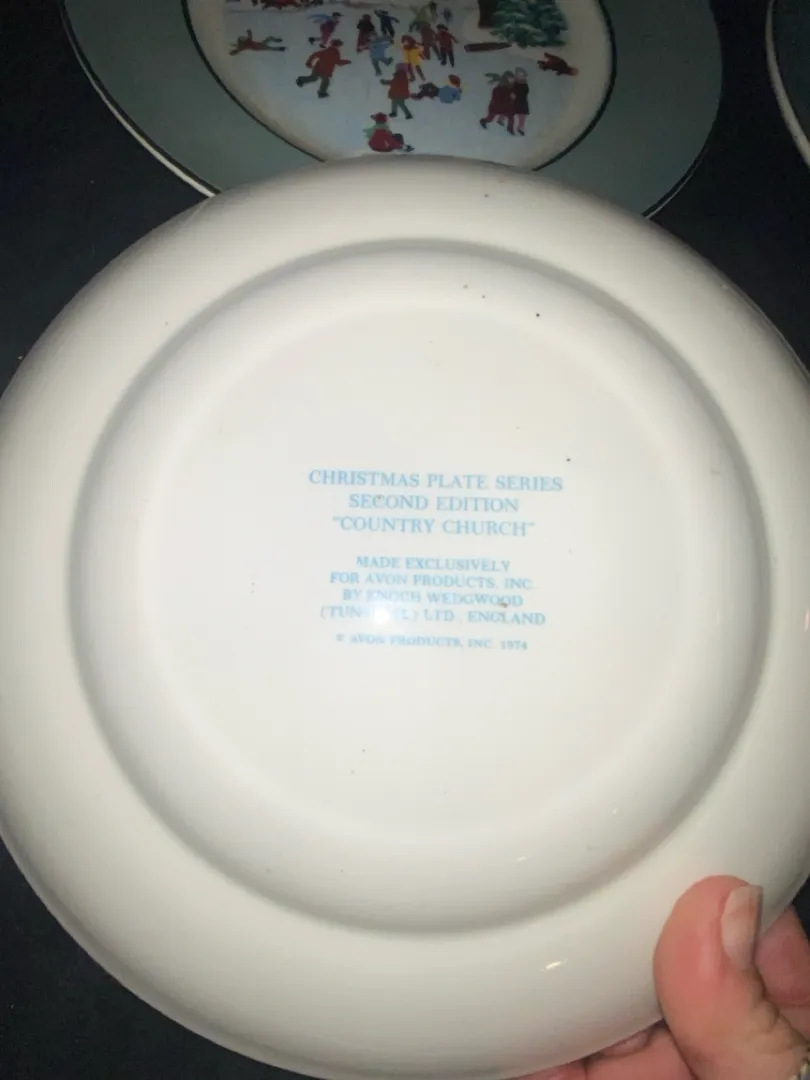 CHRISTMAS PLATE SERIES
SECOND EDITION
"COUNTRY CHURCH"
MADE EXCLUSIVELY
FOR AVON PRODUCTS, INC.
BY ENOCH WEDGWOOD
LTD., ENGLAND
© AVON PRODUCTS, INC. 1974